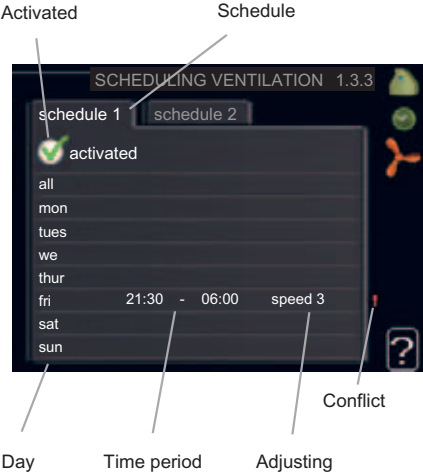 Activated Schedule
SCHEDULING VENTILATION 1.3.3
schedule 1 schedule 2
activated
all
mon
tues
we
thur
fri 21:30 - 06:00 speed 3 !
sat
sun
?
Conflict
Day Time period Adjusting